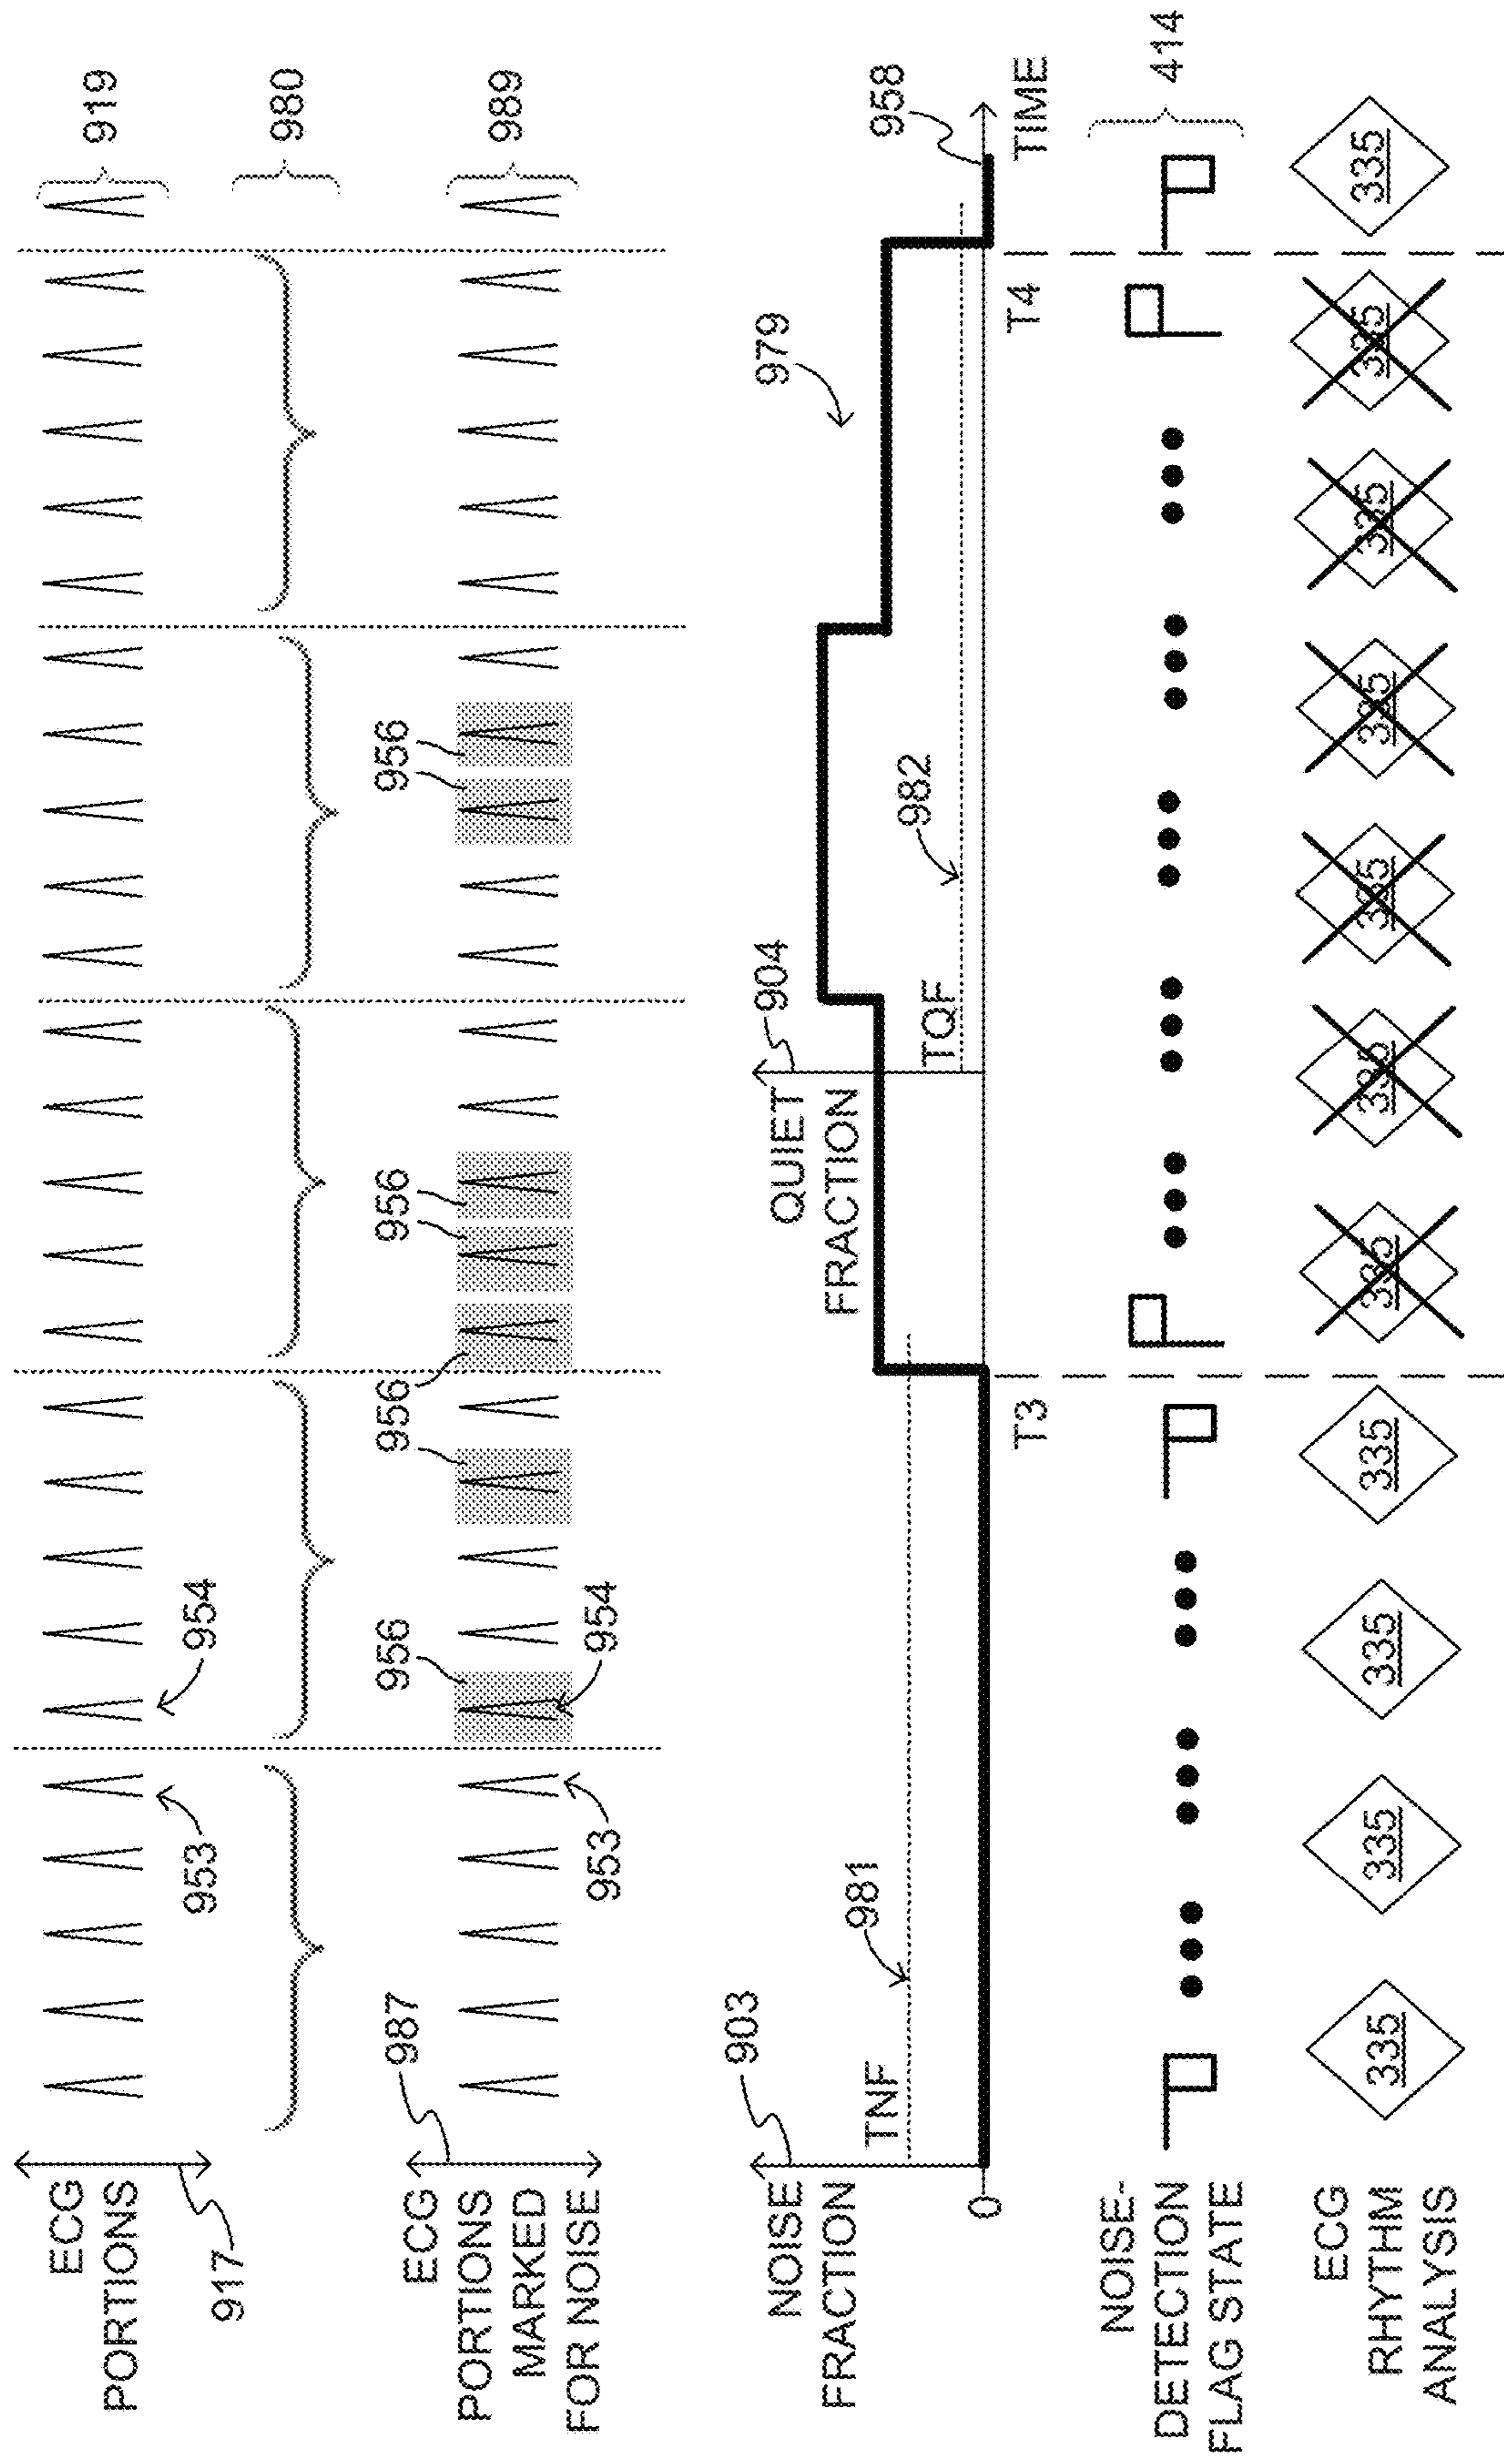 ECG
PORTIONS
917
953
954
919
980
ECG
PORTIONS
MARKED
FOR NOISE
987
953
956
954
956
956
956
956
989
NOISE
FRACTION
903
TNF
981
0
QUIET
FRACTION
904
TQF
982
979
958
TIME
T3
T4
NOISE-
DETECTION
FLAG STATE
414
ECG
RHYTHM
ANALYSIS
335
335
335
335
335
335
335
335
335
335
335